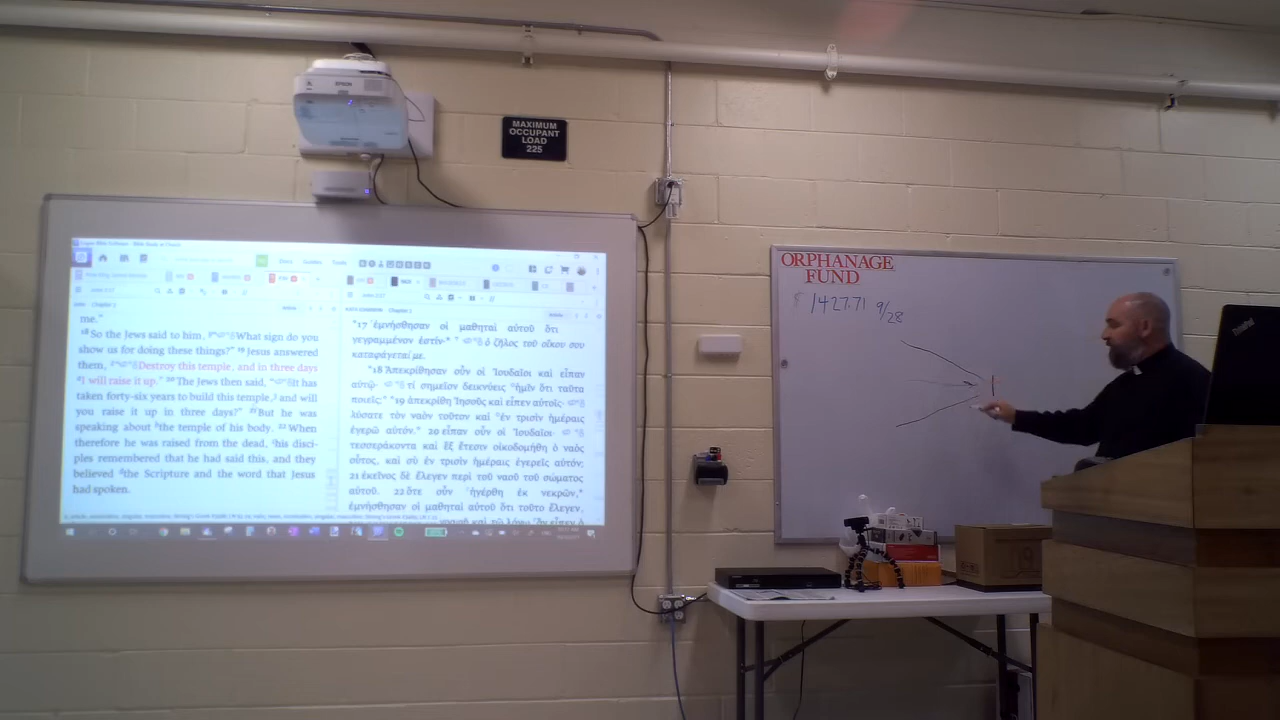 EPSON
MAXIMUM
OCCUPANT
LOAD
225
ORPHANAGE
FUND
1427.71 9/28
Guides Tools
me.”
18 So the Jews said to him, What sign do you
show us for doing these things?” 19 Jesus answered
them, Destroy this temple, and in three days
I will raise it up.” 20 The Jews then said, It has
taken forty-six years to build this temple, and will
you raise it up in three days?” 21 But he was
speaking about the temple of his body. 22 When
therefore he was raised from the dead, his disci-
ples remembered that he had said this, and they
believed the Scripture and the word that Jesus
had spoken.
17 ἐμνήσθησαν οἱ μαθηταὶ αὐτοῦ ὅτι
γεγραμμένον ἐστίν· ὁ ζῆλος τοῦ οἴκου σου
καταφάγεταί με.
18 Ἀπεκρίθησαν οὖν οἱ Ἰουδαῖοι καὶ εἶπαν
αὐτῷ· τί σημεῖον δεικνύεις ἡμῖν ὅτι ταῦτα
ποιεῖς; 19 ἀπεκρίθη Ἰησοῦς καὶ εἶπεν αὐτοῖς·
λύσατε τὸν ναὸν τοῦτον καὶ ἐν τρισὶν ἡμέραις
ἐγερῶ αὐτόν. 20 εἶπαν οὖν οἱ Ἰουδαῖοι·
τεσσεράκοντα καὶ ἓξ ἔτεσιν οἰκοδομήθη ὁ ναὸς
οὗτος, καὶ σὺ ἐν τρισὶν ἡμέραις ἐγερεῖς αὐτόν;
21 ἐκεῖνος δὲ ἔλεγεν περὶ τοῦ ναοῦ τοῦ σώματος
αὐτοῦ. 22 ὅτε οὖν ἠγέρθη ἐκ νεκρῶν,
ἐμνήσθησαν οἱ μαθηταὶ αὐτοῦ ὅτι τοῦτο ἔλεγεν,
ThinkPad